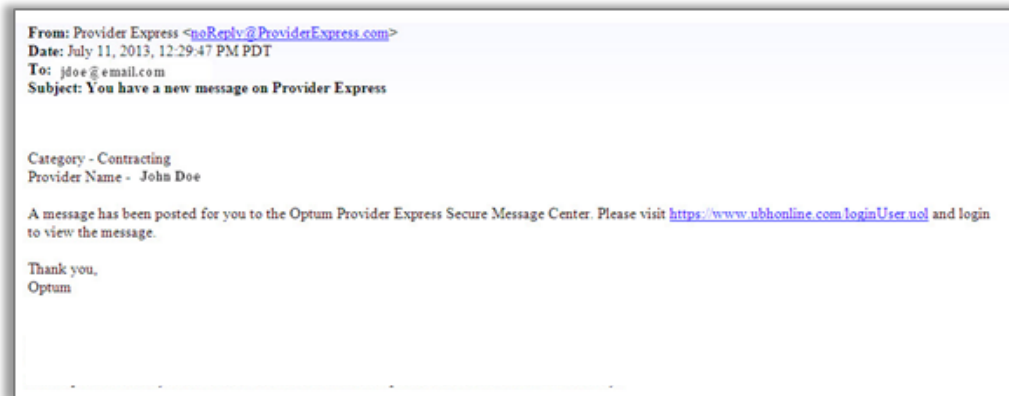 From: Provider Express <noReply@ProviderExpress.com>
Date: July 11, 2013, 12:29:47 PM PDT
To: jdoe@email.com
Subject: You have a new message on Provider Express
Category - Contracting
Provider Name - John Doe
A message has been posted for you to the Optum Provider Express Secure Message Center. Please visit https://www.ubhonline.com/loginUser.uol and login
to view the message.
Thank you,
Optum